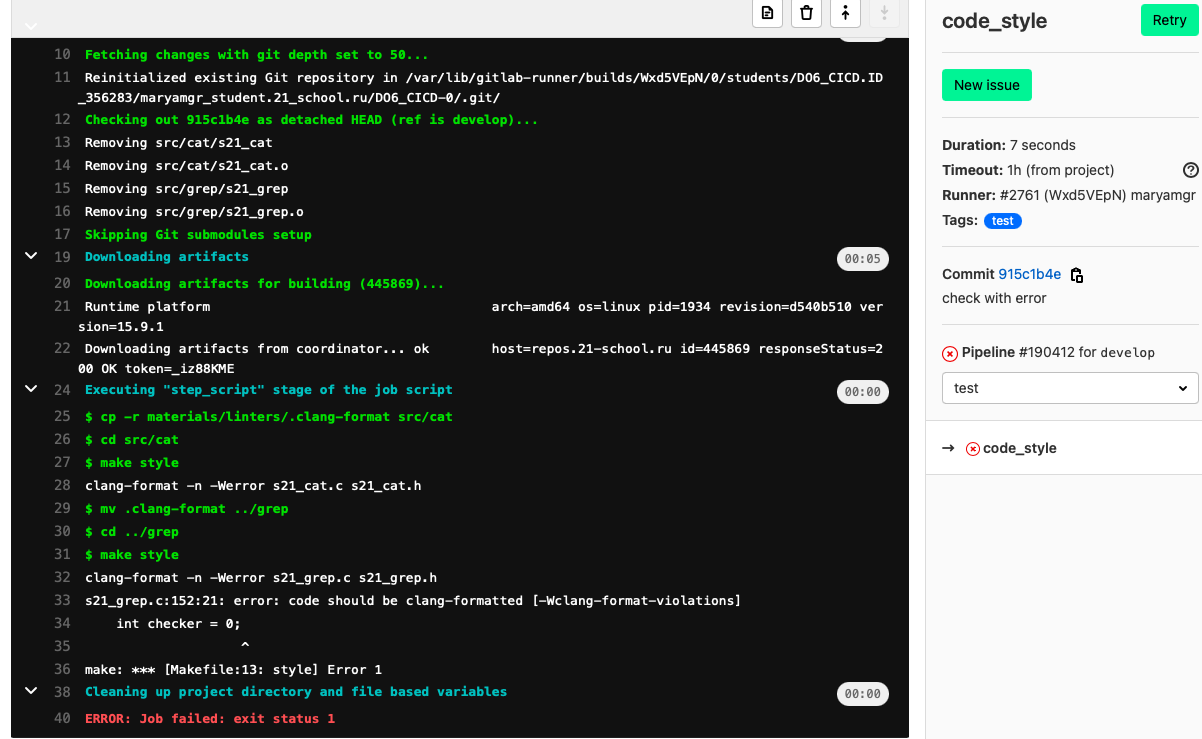 10 Fetching changes with git depth set to 50...
11 Reinitialized existing Git repository in /var/lib/gitlab-runner/builds/Wxd5VEpN/0/students/DO6_CICD.ID
_356283/maryamgr_student.21_school.ru/DO6_CICD-0/.git/
12 Checking out 915c1b4e as detached HEAD (ref is develop)...
13 Removing src/cat/s21_cat
14 Removing src/cat/s21_cat.o
15 Removing src/grep/s21_grep
16 Removing src/grep/s21_grep.o
17 Skipping Git submodules setup
19 Downloading artifacts 00:05
20 Downloading artifacts for building (445869)...
21 Runtime platform arch=amd64 os=linux pid=1934 revision=d540b510 ver
sion=15.9.1
22 Downloading artifacts from coordinator... ok host=repos.21-school.ru id=445869 responseStatus=2
00 OK token=_iz88KME
24 Executing "step_script" stage of the job script 00:00
25 $ cp -r materials/linters/.clang-format src/cat
26 $ cd src/cat
27 $ make style
28 clang-format -n -Werror s21_cat.c s21_cat.h
29 $ mv .clang-format ../grep
30 $ cd ../grep
31 $ make style
32 clang-format -n -Werror s21_grep.c s21_grep.h
33 s21_grep.c:152:21: error: code should be clang-formatted [-Wclang-format-violations]
34 int checker = 0;
35 ^
36 make: *** [Makefile:13: style] Error 1
38 Cleaning up project directory and file based variables 00:00
40 ERROR: Job failed: exit status 1
code_style
Retry
New issue
Duration: 7 seconds
Timeout: 1h (from project)
Runner: #2761 (Wxd5VEpN) maryamgr
Tags: test
Commit 915c1b4e
check with error
Pipeline #190412 for develop
test
→ code_style